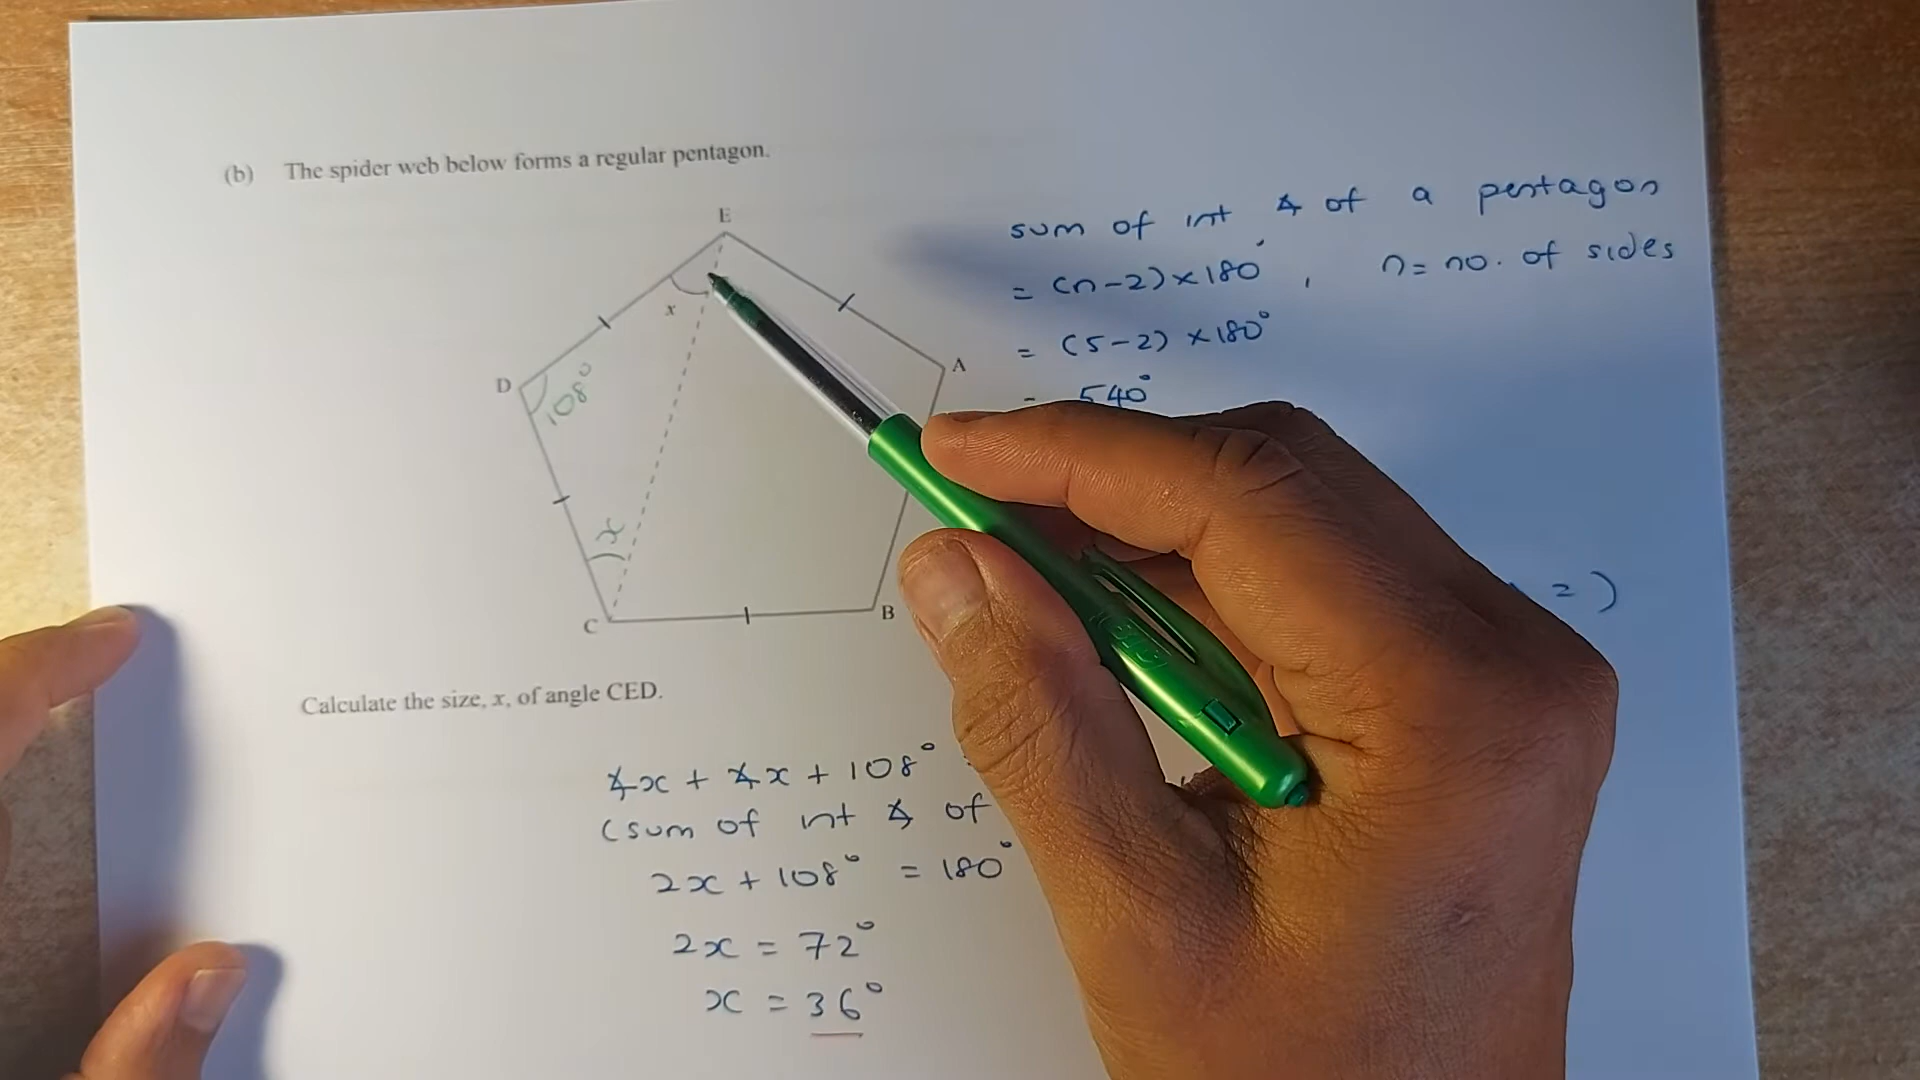 (b) The spider web below forms a regular pentagon.
E
x
D
108°
A
x
C
B
sum of int ∡ of a pentagon
= (n-2)×180°, n= no. of sides
= (5-2) ×180°
= 540°
= )
Calculate the size, x, of angle CED.
∡x + ∡x + 108°
(sum of int ∡ of
2x + 108° = 180°
2x = 72°
x = 36°